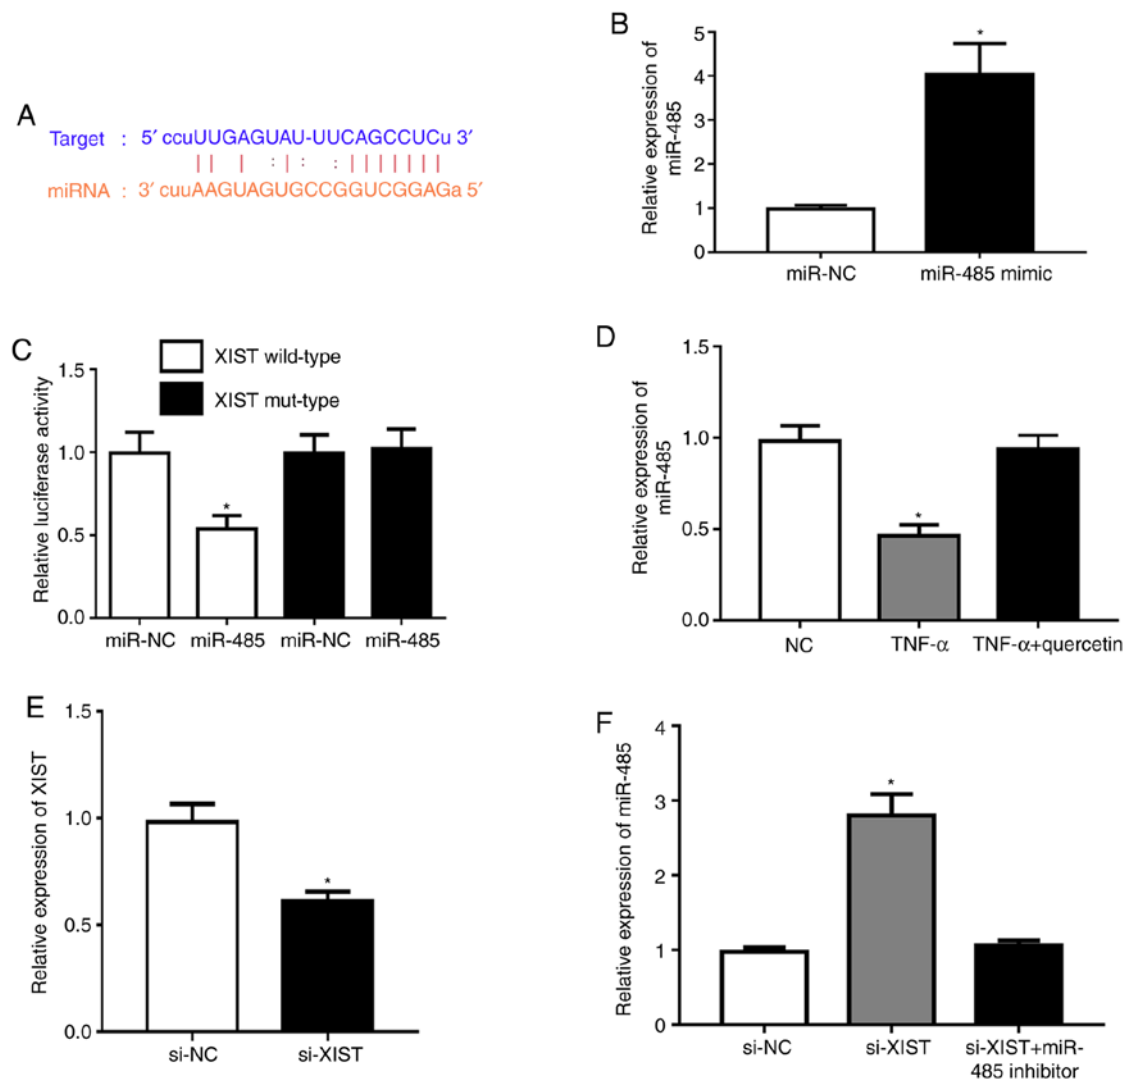 A
Target : 5′ ccuUUGAGUAU-UUCAGCCUCu 3′
miRNA : 3′ cuuAAGUAGUGCCGGUCGGAGa 5′
B
Relative expression of
miR-485
5
4
3
2
1
0
*
miR-NC
miR-485 mimic
C
XIST wild-type
XIST mut-type
Relative luciferase activity
1.5
1.0
0.5
0.0
*
miR-NC miR-485 miR-NC miR-485
D
Relative expression of
miR-485
1.5
1.0
0.5
0.0
*
NC
TNF-α
TNF-α+quercetin
E
Relative expression of XIST
1.5
1.0
0.5
0.0
*
si-NC
si-XIST
F
Relative expression of miR-485
4
3
2
1
0
*
si-NC
si-XIST
si-XIST+miR-
485 inhibitor